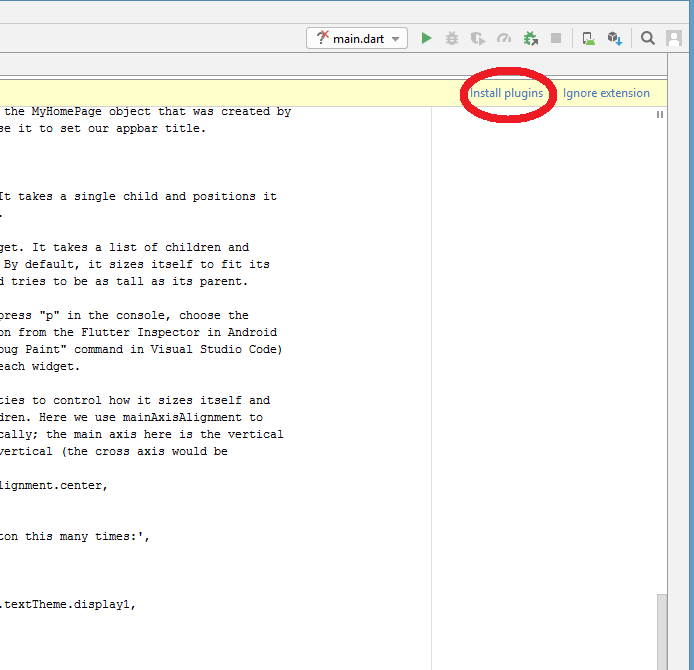 main.dart
Install plugins Ignore extension
the MyHomePage object that was created by
se it to set our appbar title.
It takes a single child and positions it
.
get. It takes a list of children and
By default, it sizes itself to fit its
d tries to be as tall as its parent.
press "p" in the console, choose the
on from the Flutter Inspector in Android
bug Paint" command in Visual Studio Code)
each widget.
ties to control how it sizes itself and
dren. Here we use mainAxisAlignment to
cally; the main axis here is the vertical
vertical (the cross axis would be
lignment.center,
ton this many times:',
.textTheme.display1,